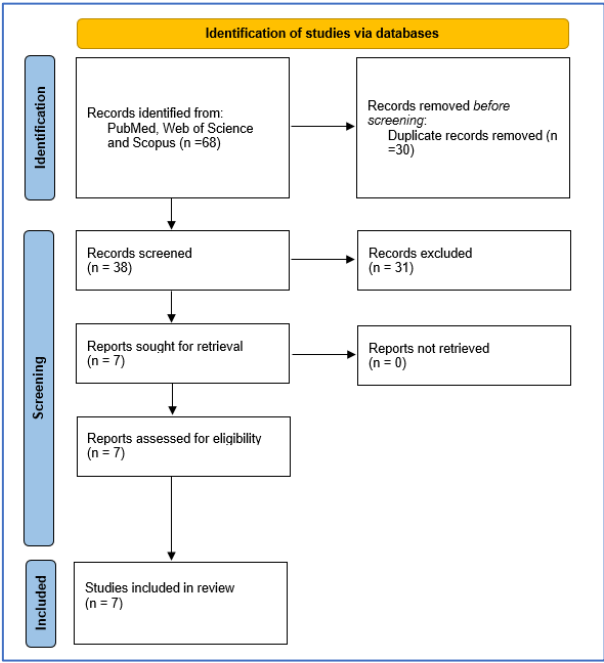 Identification of studies via databases
Identification
Records identified from:
PubMed, Web of Science
and Scopus (n =68)
Records removed before
screening:
Duplicate records removed (n
=30)
Screening
Records screened
(n = 38)
Records excluded
(n = 31)
Reports sought for retrieval
(n = 7)
Reports not retrieved
(n = 0)
Reports assessed for eligibility
(n = 7)
Included
Studies included in review
(n = 7)